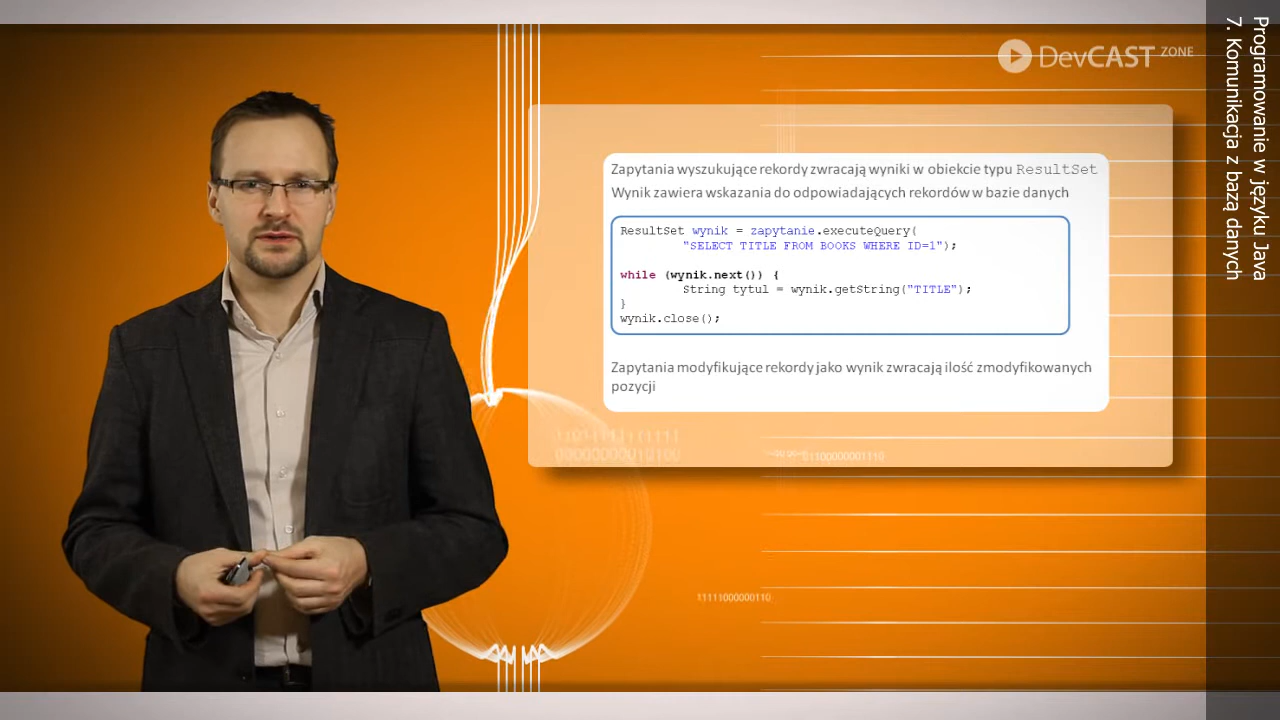 DevCAST ZONE
Programowanie w języku Java
7. Komunikacja z bazą danych
Zapytania wyszukujące rekordy zwracają wyniki w obiekcie typu ResultSet
Wynik zawiera wskazania do odpowiadających rekordów w bazie danych
ResultSet wynik = zapytanie.executeQuery(
"SELECT TITLE FROM BOOKS WHERE ID=1");
while (wynik.next()) {
String tytul = wynik.getString("TITLE");
}
wynik.close();
Zapytania modyfikujące rekordy jako wynik zwracają ilość zmodyfikowanych
pozycji
11111000000110